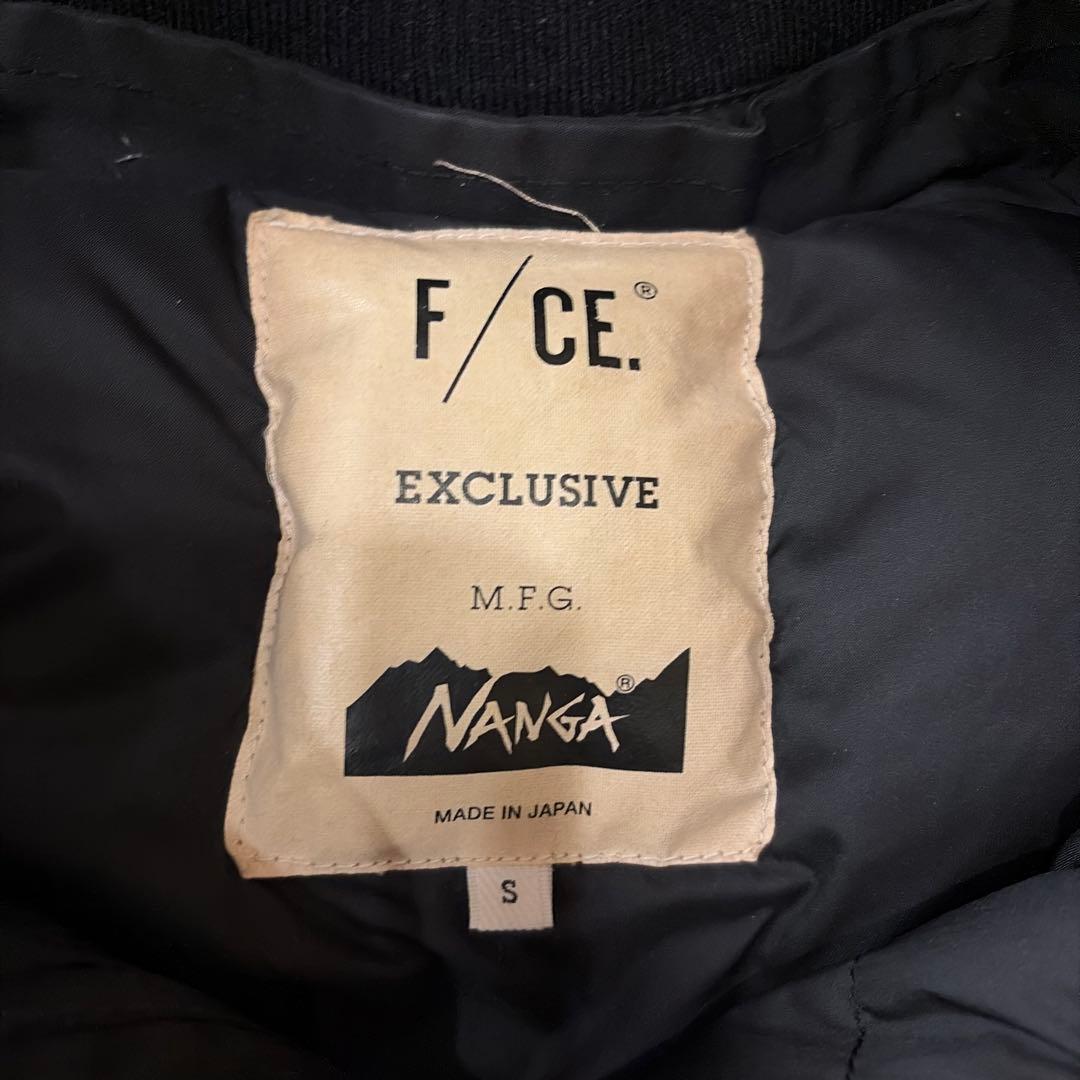 F/CE.®
EXCLUSIVE
M.F.G.
NANGA®
MADE IN JAPAN
S